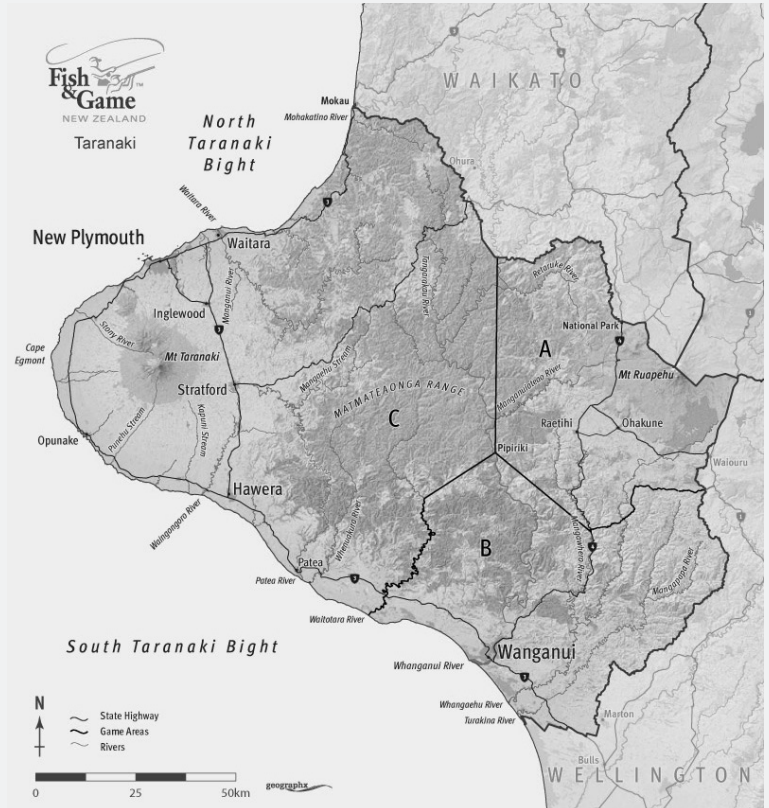 Fish
&Game
NEW ZEALAND
Taranaki
WAIKATO
Mokau
Mohakatino River
North
Taranaki
Bight
Ohura
Waitara River
New Plymouth
Waitara
Tangarakau River
Retaruke River
Manganui River
Inglewood
3
3
National Park
4
Stony River
A
Cape
Egmont
Mt Taranaki
Mt Ruapehu
Mangaehu Stream
Stratford
MATMATEAONGA RANGE
Manganuiateao River
C
Kapuni Stream
Punehu Stream
Raetihi
Ohakune
Opunake
Pipiriki
Waiouru
Hawera
Waingongoro River
Whenuakura River
B
Mangawhero River
4
Mangapapa River
Patea
Patea River
3
Waitotara River
South Taranaki Bight
Wanganui
Whanganui River
3
Whangaehu River
Turakina River
Marton
Bulls
WELLINGTON
N
State Highway
Game Areas
Rivers
0 25 50km
geographx